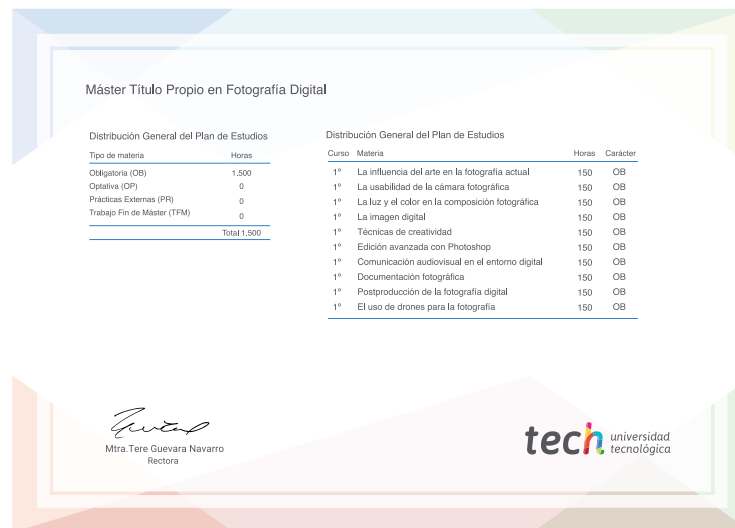 Máster Título Propio en Fotografía Digital
Distribución General del Plan de Estudios
Tipo de materia Horas
Obligatoria (OB) 1.500
Optativa (OP) 0
Prácticas Externas (PR) 0
Trabajo Fin de Máster (TFM) 0
Total 1,500
Distribución General del Plan de Estudios
Curso Materia Horas Carácter
1º La influencia del arte en la fotografía actual 150 OB
1º La usabilidad de la cámara fotográfica 150 OB
1º La luz y el color en la composición fotográfica 150 OB
1º La imagen digital 150 OB
1º Técnicas de creatividad 150 OB
1º Edición avanzada con Photoshop 150 OB
1º Comunicación audiovisual en el entorno digital 150 OB
1º Documentación fotográfica 150 OB
1º Postproducción de la fotografía digital 150 OB
1º El uso de drones para la fotografía 150 OB
Mtra.Tere Guevara Navarro
Rectora
tech universidad
tecnológica